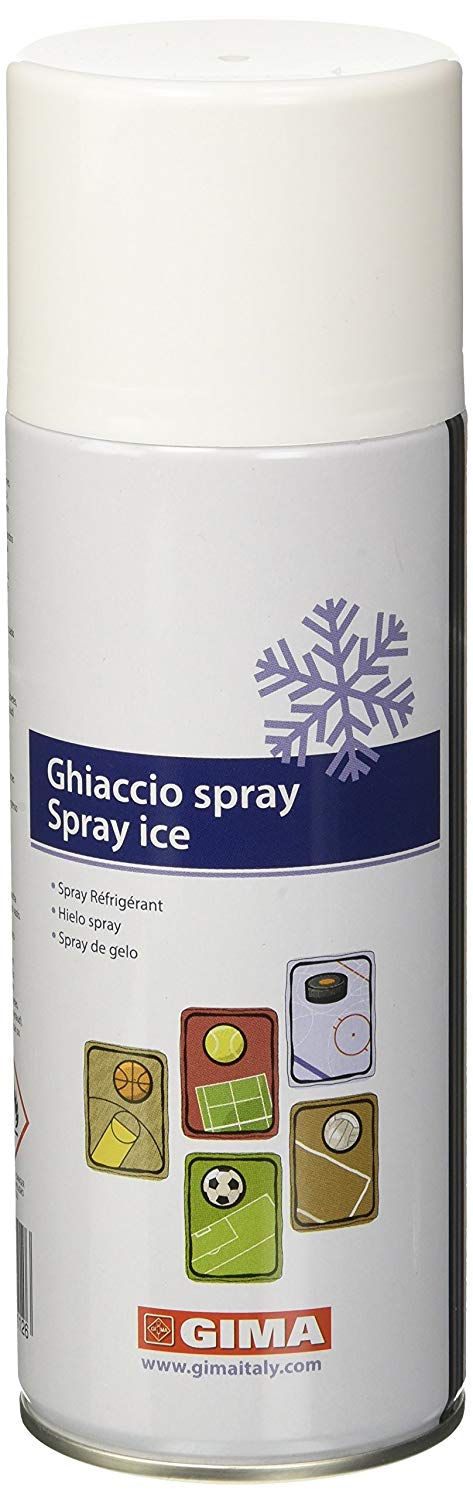 Ghiaccio spray
Spray ice
• Spray Réfrigérant
• Hielo spray
• Spray de gelo
GIMA
www.gimaitaly.com